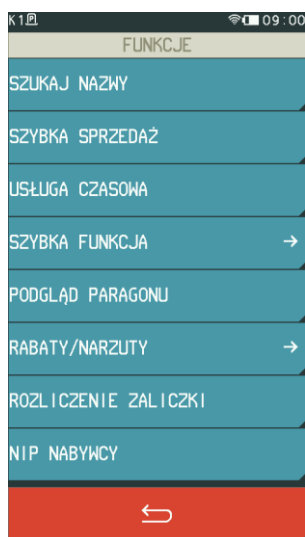 K1P 09:00
FUNKCJE
SZUKAJ NAZWY
SZYBKA SPRZEDAŻ
USŁUGA CZASOWA
SZYBKA FUNKCJA
PODGLĄD PARAGONU
RABATY/NARZUTY
ROZLICZENIE ZALICZKI
NIP NABYWCY